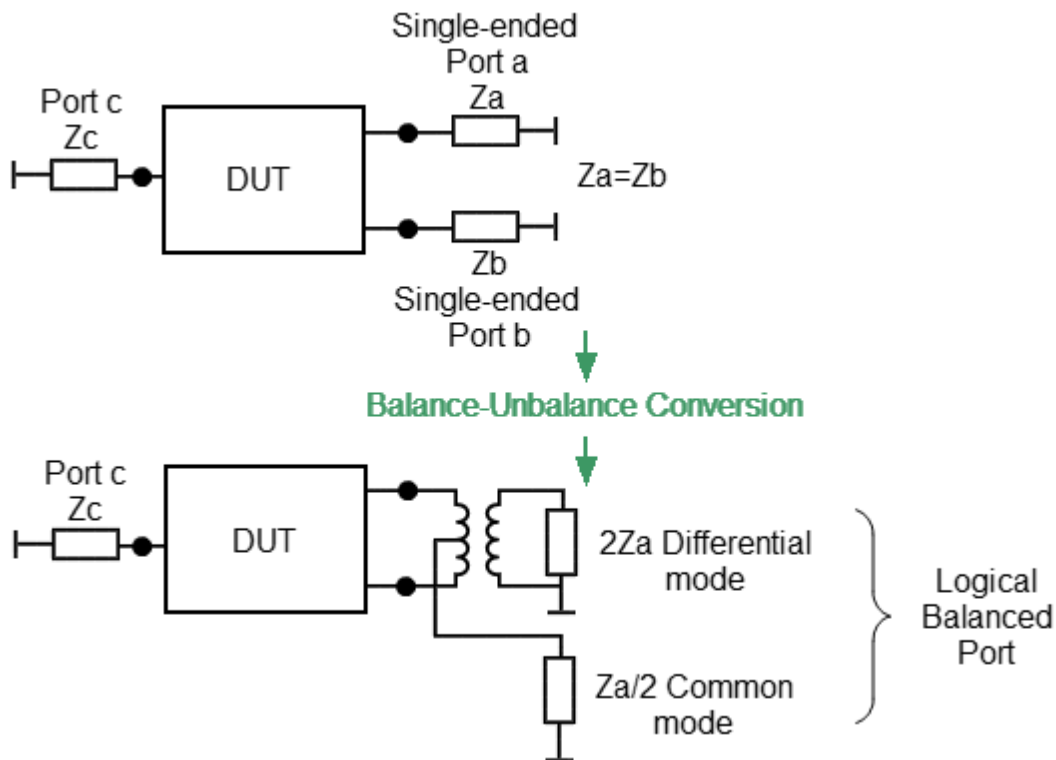 Single-ended
Port a
Za
Port c
Zc
DUT
Za=Zb
Zb
Single-ended
Port b
Balance-Unbalance Conversion
Port c
Zc
DUT
2Za Differential
mode
Za/2 Common
mode
Logical
Balanced
Port